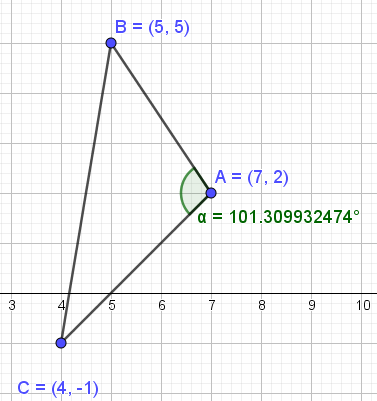 B = (5, 5)
A = (7, 2)
α = 101.309932474°
3 4 5 6 7 8 9 10
C = (4, -1)